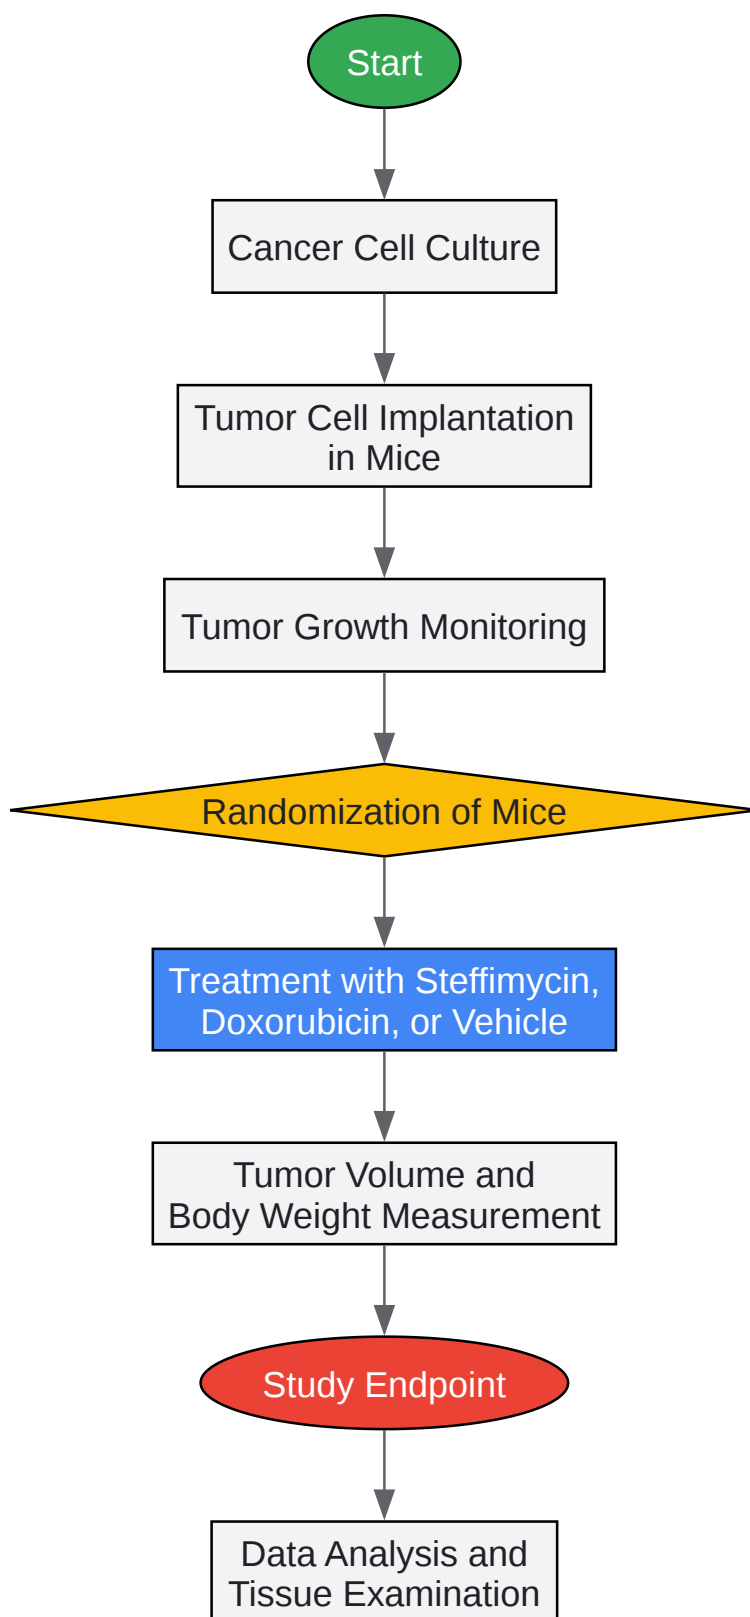 Start
Cancer Cell Culture
Tumor Cell Implantation
in Mice
Tumor Growth Monitoring
Randomization of Mice
Treatment with Steffimycin,
Doxorubicin, or Vehicle
Tumor Volume and
Body Weight Measurement
Study Endpoint
Data Analysis and
Tissue Examination